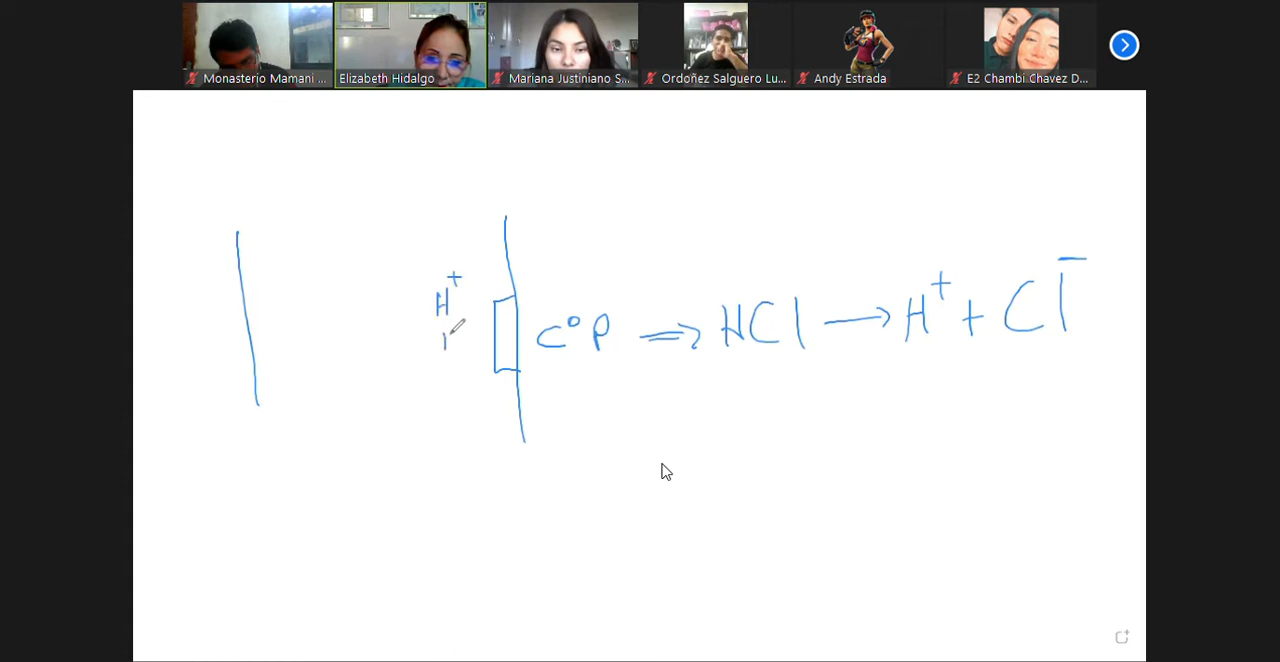 Monasterio Mamani ...
Elizabeth Hidalgo
Mariana Justiniano S...
Ordoñez Salguero Lu...
Andy Estrada
E2 Chambi Chavez D...
H⁺
C°P ⇒ HCl → H⁺ + Cl⁻